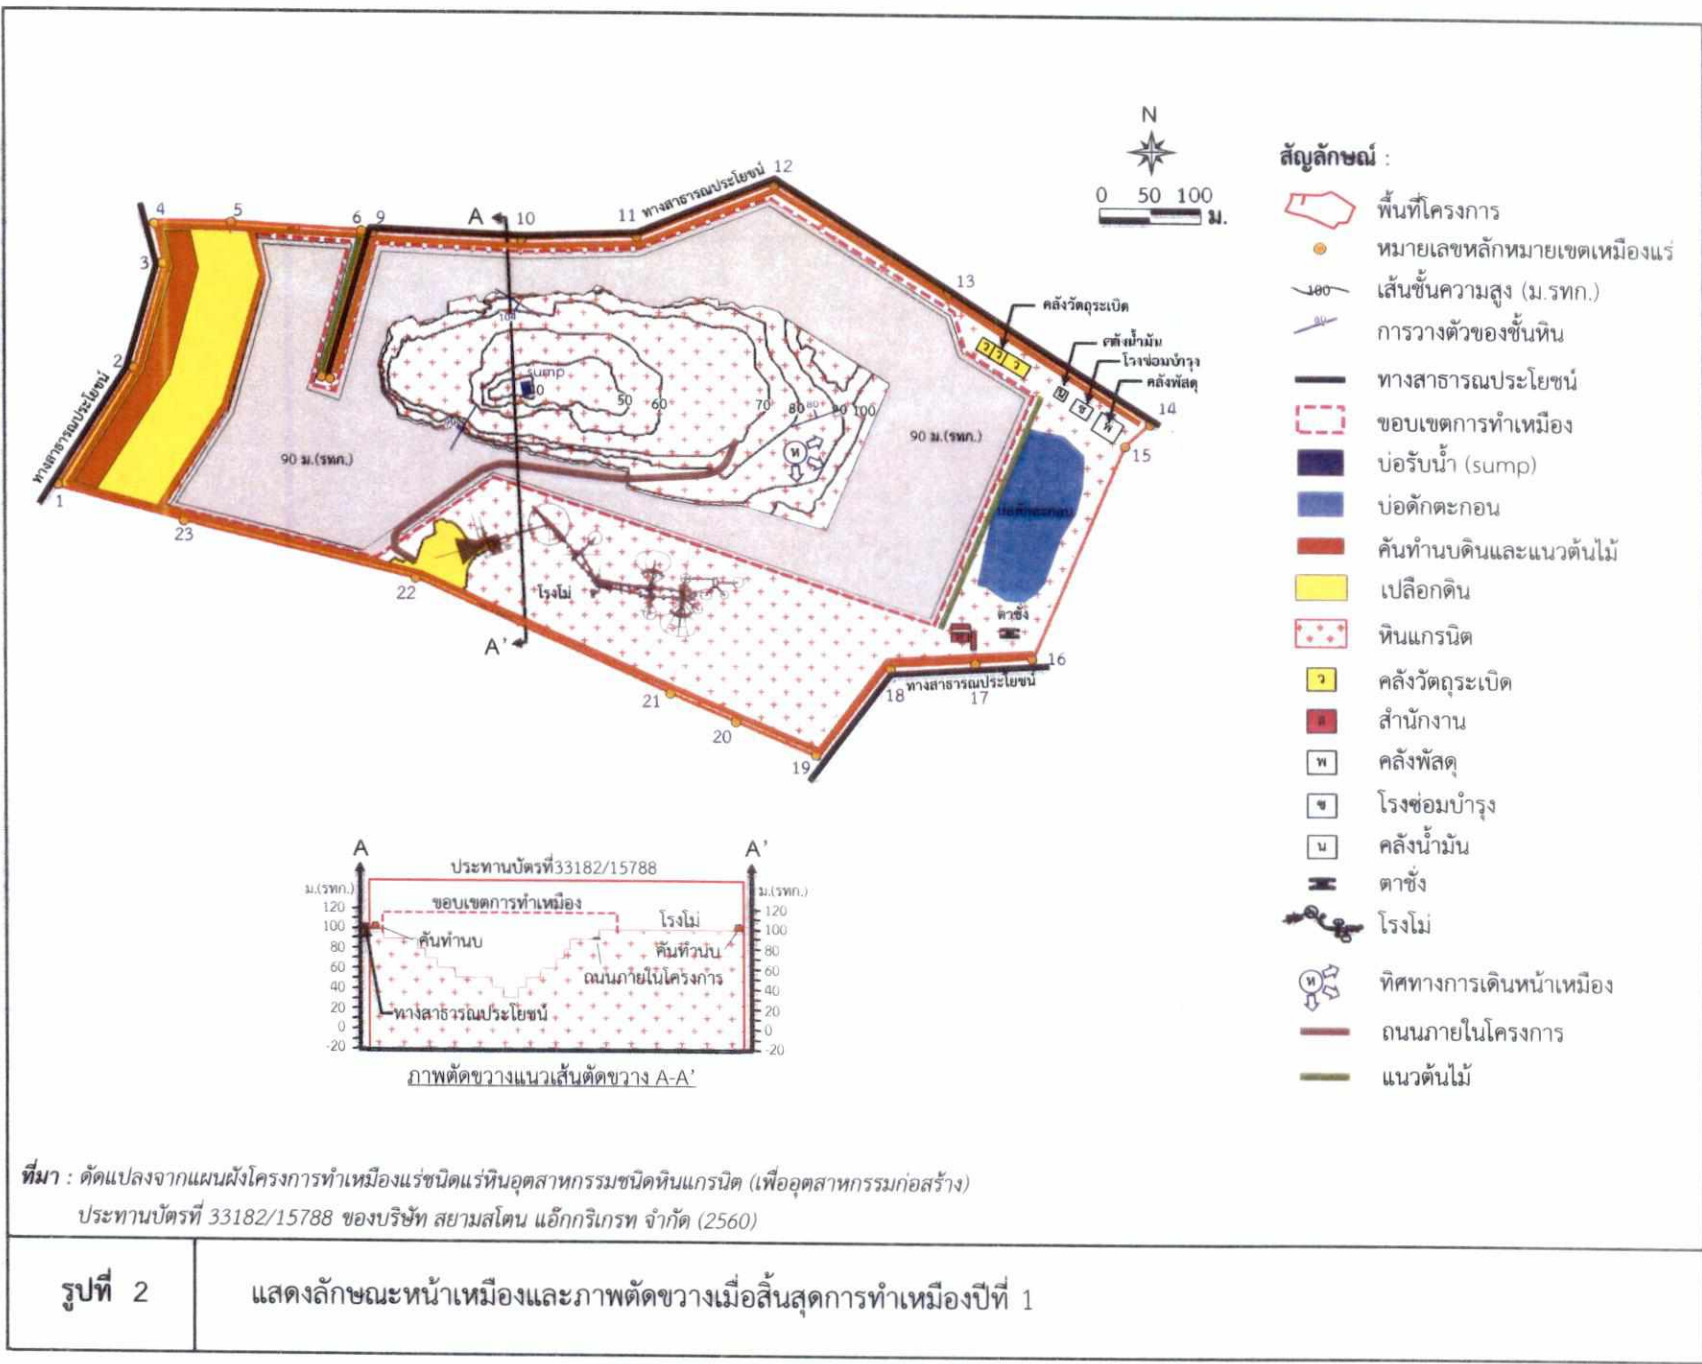 N
0 50 100
ม.
สัญลักษณ์ :
พื้นที่โครงการ
หมายเลขหลักหมายเขตเหมืองแร่
100 เส้นชั้นความสูง (ม.รทก.)
80 การวางตัวของชั้นหิน
ทางสาธารณประโยชน์
ขอบเขตการทำเหมือง
บ่อรับน้ำ (sump)
บ่อดักตะกอน
คันทำนบดินและแนวต้นไม้
เปลือกดิน
หินแกรนิต
ว คลังวัตถุระเบิด
ส สำนักงาน
พ คลังพัสดุ
ซ โรงซ่อมบำรุง
น คลังน้ำมัน
ตาชั่ง
โรงโม่
ห ทิศทางการเดินหน้าเหมือง
ถนนภายในโครงการ
แนวต้นไม้
12
ทางสาธารณประโยชน์
4 5 6 9 A 10 11
3
13
คลังวัตถุระเบิด
คลังน้ำมัน
โรงซ่อมบำรุง
คลังพัสดุ
ว ว ว
น ซ พ
14
15
2
ทางสาธารณประโยชน์
1
sump
50 60 70 80 80 90 100
ห
90 ม.(รทก.)
90 ม.(รทก.)
บ่อดักตะกอน
23
22
โรงโม่
A'
ตาชั่ง
16
ทางสาธารณประโยชน์
18 17
21
20
19
A A'
ประทานบัตรที่33182/15788
ม.(รทก.) ม.(รทก.)
ขอบเขตการทำเหมือง
โรงโม่
คันทำนบ
คันทำนบ
ถนนภายในโครงการ
ทางสาธารณประโยชน์
120 120
100 100
80 80
60 60
40 40
20 20
0 0
-20 -20
ภาพตัดขวางแนวเส้นตัดขวาง A-A'
ที่มา : ดัดแปลงจากแผนผังโครงการทำเหมืองแร่ชนิดแร่หินอุตสาหกรรมชนิดหินแกรนิต (เพื่ออุตสาหกรรมก่อสร้าง)
ประทานบัตรที่ 33182/15788 ของบริษัท สยามสโตน แอ๊กกริเกรท จำกัด (2560)
รูปที่ 2 แสดงลักษณะหน้าเหมืองและภาพตัดขวางเมื่อสิ้นสุดการทำเหมืองปีที่ 1